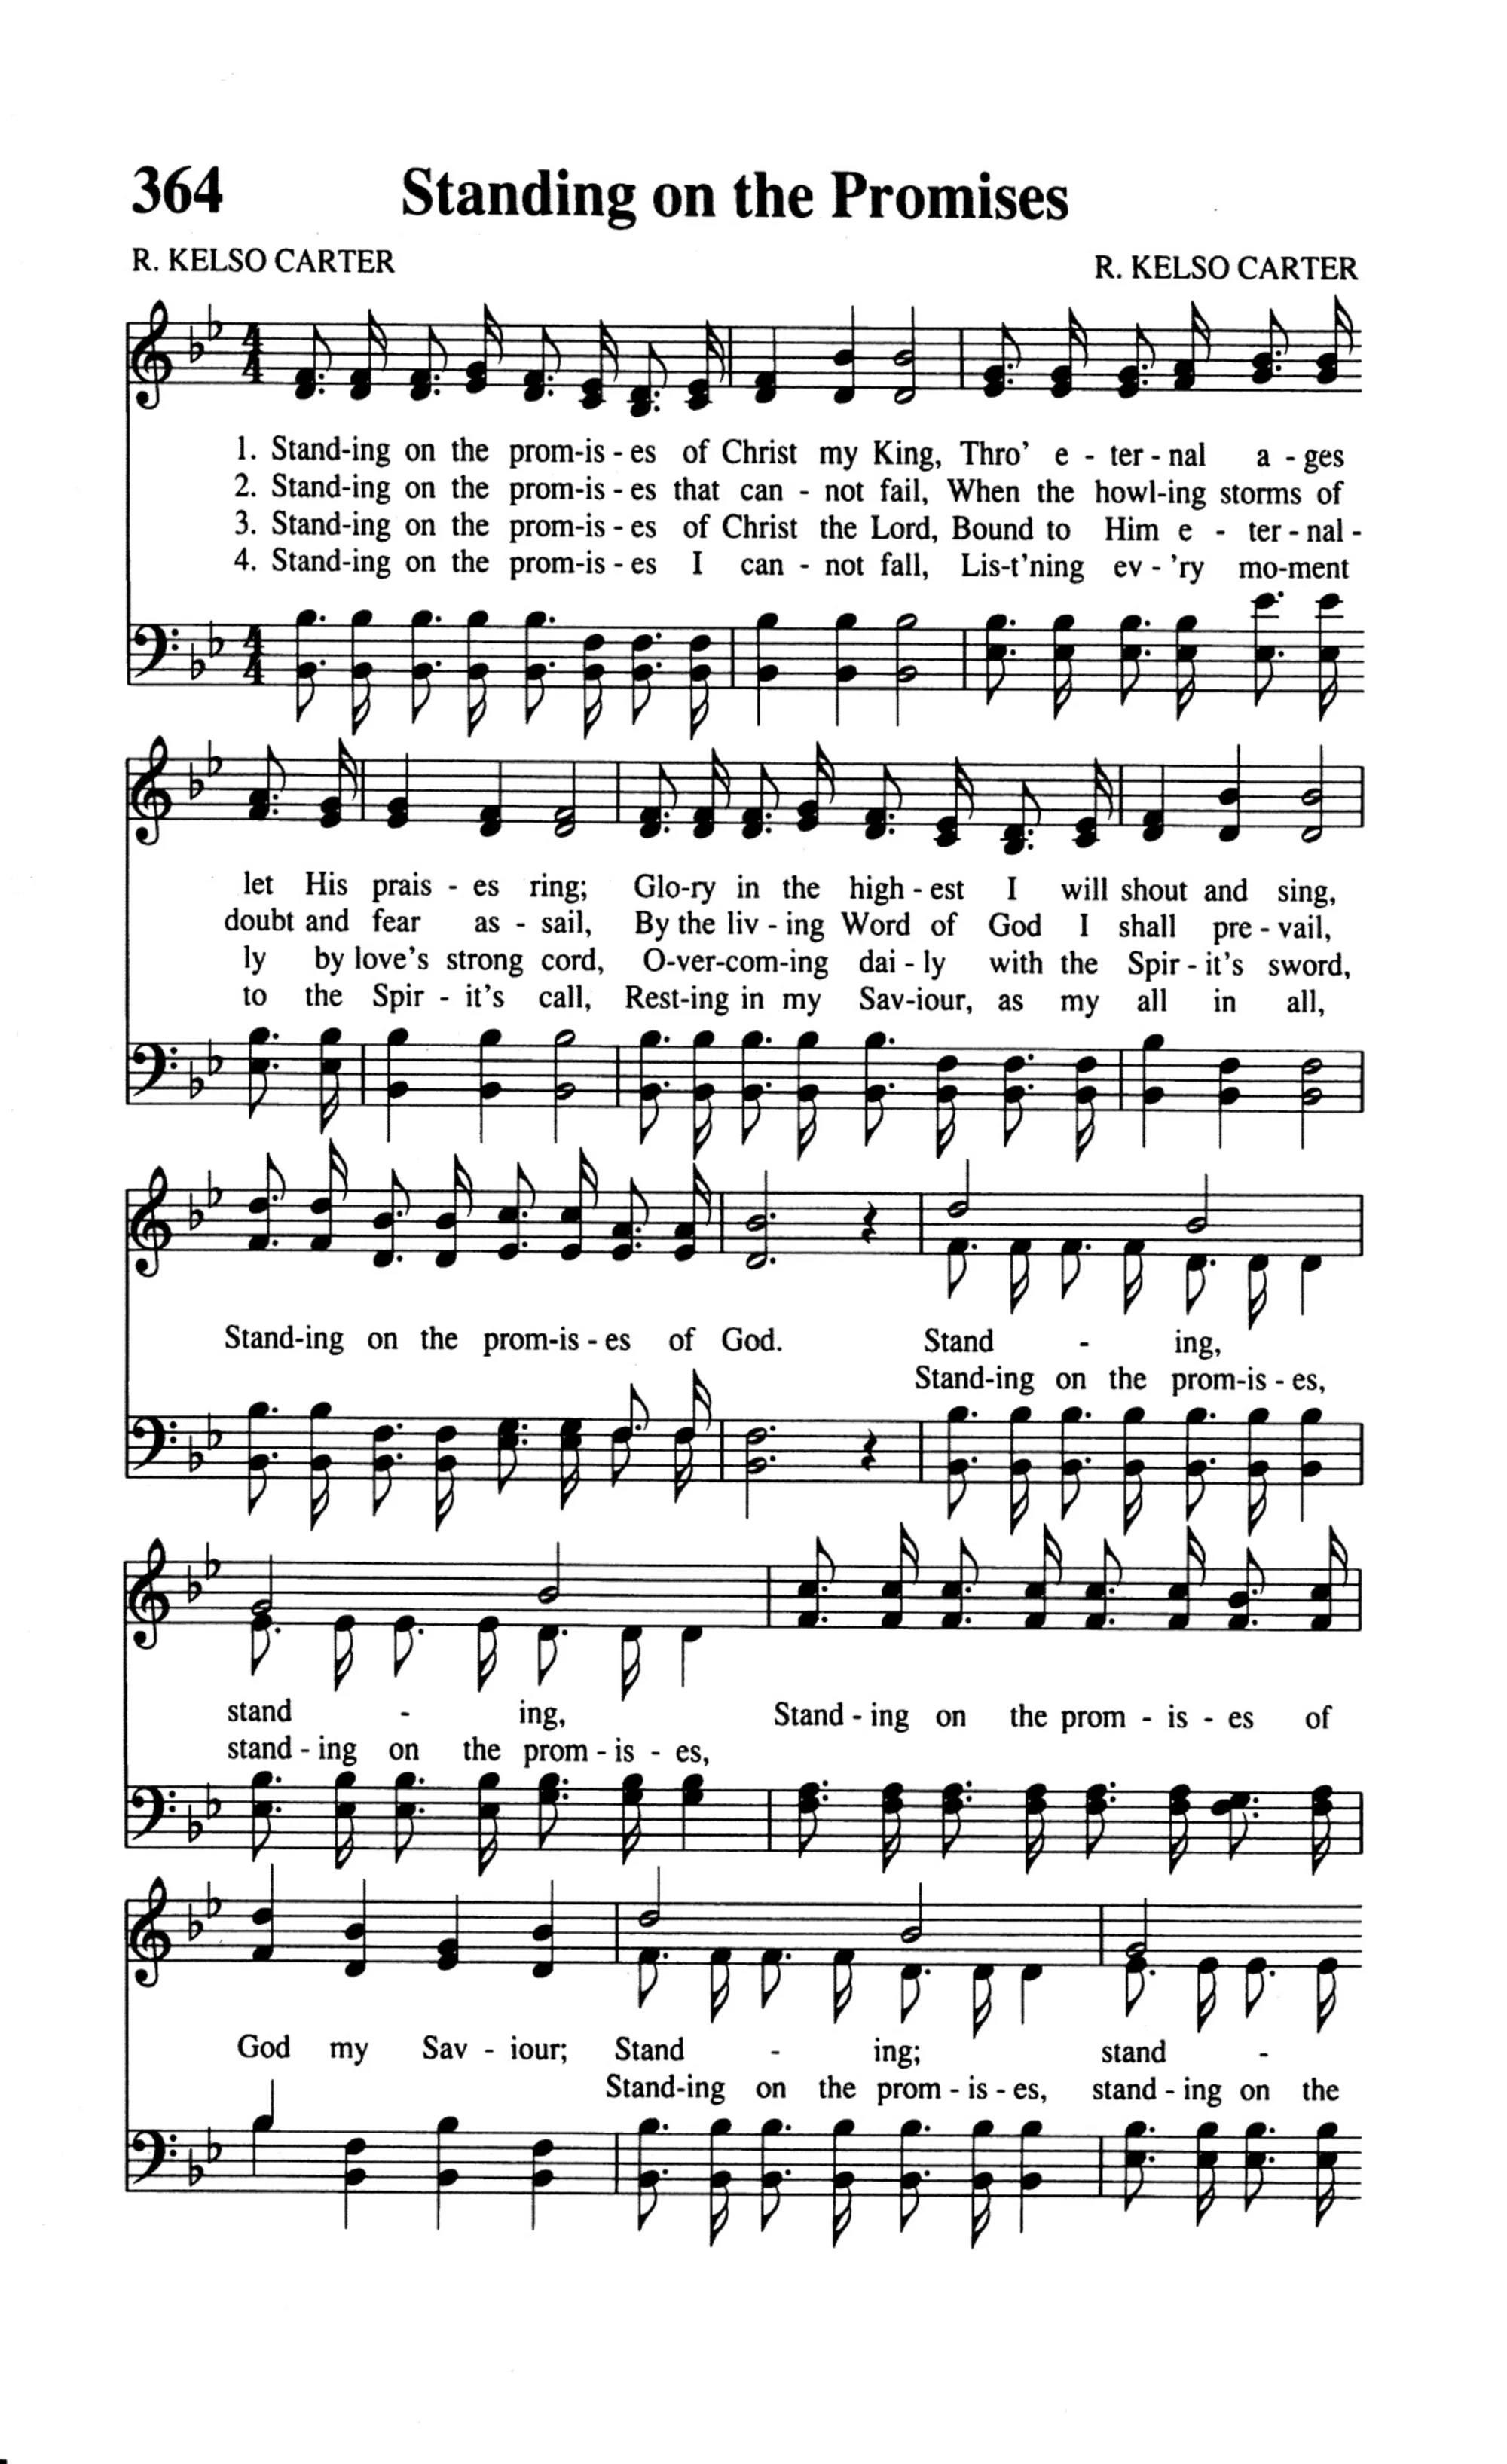 364 Standing on the Promises
R. KELSO CARTER R. KELSO CARTER
1. Stand-ing on the prom-is - es of Christ my King, Thro' e - ter - nal a - ges
2. Stand-ing on the prom-is - es that can - not fail, When the howl-ing storms of
3. Stand-ing on the prom-is - es of Christ the Lord, Bound to Him e - ter - nal -
4. Stand-ing on the prom-is - es I can - not fall, Lis-t'ning ev - 'ry mo-ment
let His prais - es ring; Glo-ry in the high - est I will shout and sing,
doubt and fear as - sail, By the liv - ing Word of God I shall pre - vail,
ly by love's strong cord, O-ver-com-ing dai - ly with the Spir - it's sword,
to the Spir - it's call, Rest-ing in my Sav-iour, as my all in all,
Stand-ing on the prom-is - es of God. Stand - ing,
Stand-ing on the prom-is - es,
stand - ing, Stand - ing on the prom - is - es of
stand - ing on the prom - is - es,
God my Sav - iour; Stand - ing; stand -
Stand-ing on the prom - is - es, stand - ing on the